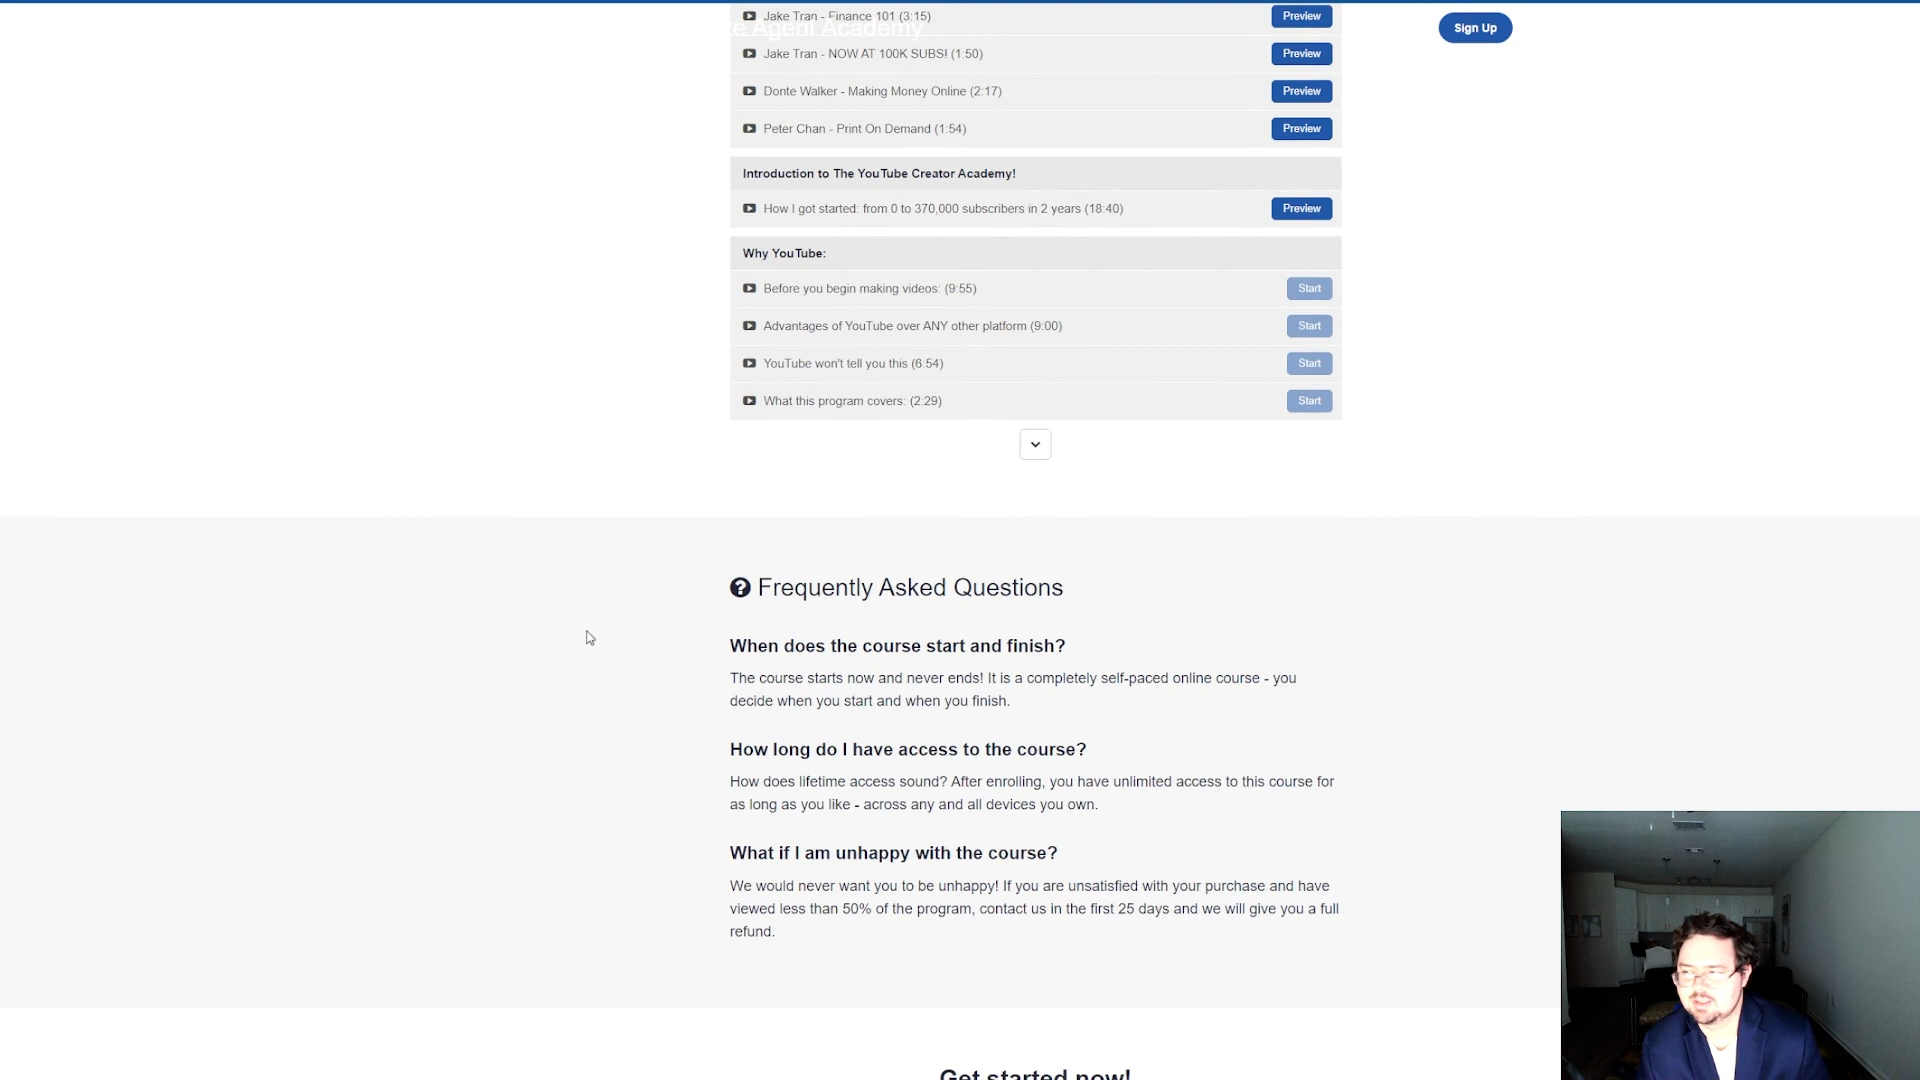 Jake Tran - Finance 101 (3:15)
Preview
Agent Academy
Sign Up
Jake Tran - NOW AT 100K SUBS! (1:50)
Preview
Donte Walker - Making Money Online (2:17)
Preview
Peter Chan - Print On Demand (1:54)
Preview
Introduction to The YouTube Creator Academy!
How I got started: from 0 to 370,000 subscribers in 2 years (18:40)
Preview
Why YouTube:
Before you begin making videos: (9:55)
Start
Advantages of YouTube over ANY other platform (9:00)
Start
YouTube won't tell you this (6:54)
Start
What this program covers: (2:29)
Start
Frequently Asked Questions
When does the course start and finish?
The course starts now and never ends! It is a completely self-paced online course - you
decide when you start and when you finish.
How long do I have access to the course?
How does lifetime access sound? After enrolling, you have unlimited access to this course for
as long as you like - across any and all devices you own.
What if I am unhappy with the course?
We would never want you to be unhappy! If you are unsatisfied with your purchase and have
viewed less than 50% of the program, contact us in the first 25 days and we will give you a full
refund.
Get started now!